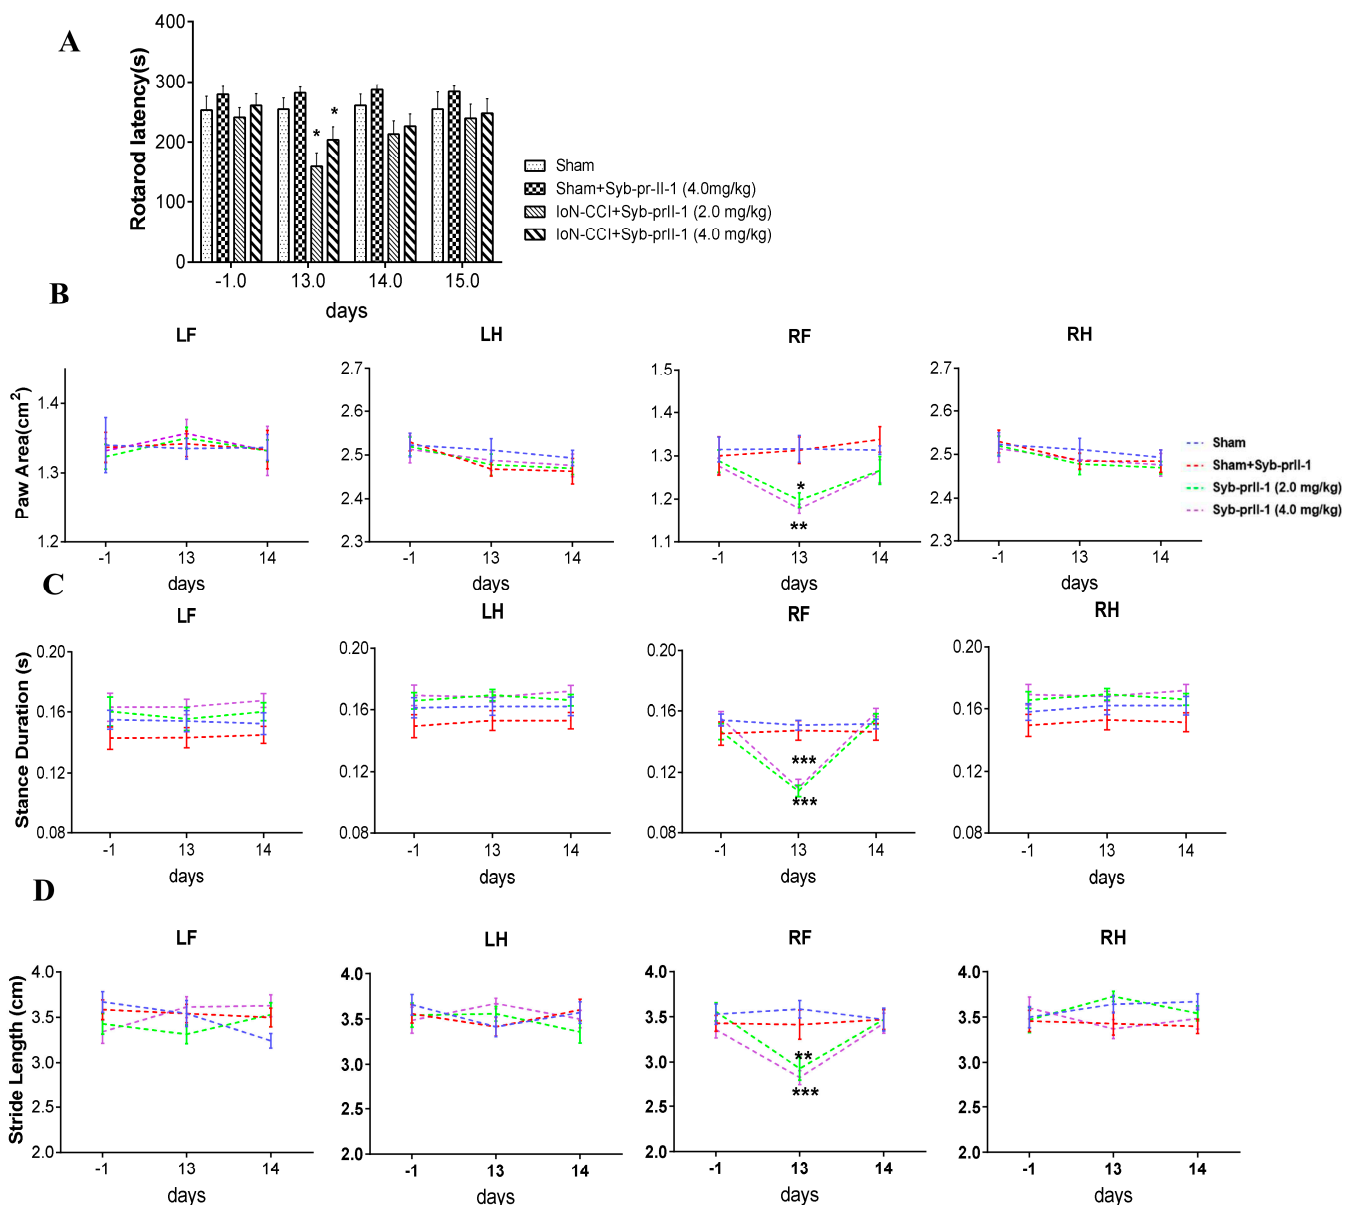 A
Rotarod latency(s)
400
300
200
100
0
*
*
-1.0 13.0 14.0 15.0
days
Sham
Sham+Syb-pr-II-1 (4.0mg/kg)
IoN-CCI+Syb-prII-1 (2.0 mg/kg)
IoN-CCI+Syb-prII-1 (4.0 mg/kg)
B
LF LH RF RH
Paw Area(cm2)
1.4
1.3
1.2
-1 13 14
days
2.7
2.6
2.5
2.4
2.3
-1 13 14
days
1.5
1.4
1.3
1.2
1.1
*
**
-1 13 14
days
2.7
2.6
2.5
2.4
2.3
-1 13 14
days
Sham
Sham+Syb-prII-1
Syb-prII-1 (2.0 mg/kg)
Syb-prII-1 (4.0 mg/kg)
C
LF LH RF RH
Stance Duration (s)
0.20
0.16
0.12
0.08
-1 13 14
days
0.20
0.16
0.12
0.08
-1 13 14
days
0.20
0.16
0.12
0.08
***
***
-1 13 14
days
0.20
0.16
0.12
0.08
-1 13 14
days
D
LF LH RF RH
Stride Length (cm)
4.0
3.5
3.0
2.5
2.0
-1 13 14
days
4.0
3.5
3.0
2.5
2.0
-1 13 14
days
4.0
3.5
3.0
2.5
2.0
**
***
-1 13 14
days
4.0
3.5
3.0
2.5
2.0
-1 13 14
days